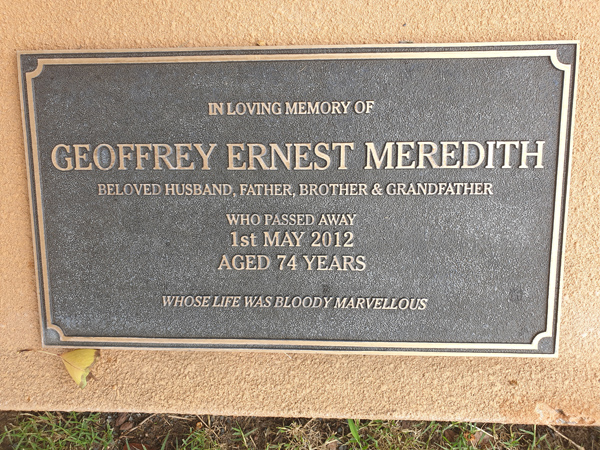 IN LOVING MEMORY OF
GEOFFREY ERNEST MEREDITH
BELOVED HUSBAND, FATHER, BROTHER & GRANDFATHER
WHO PASSED AWAY
1st MAY 2012
AGED 74 YEARS
WHOSE LIFE WAS BLOODY MARVELLOUS